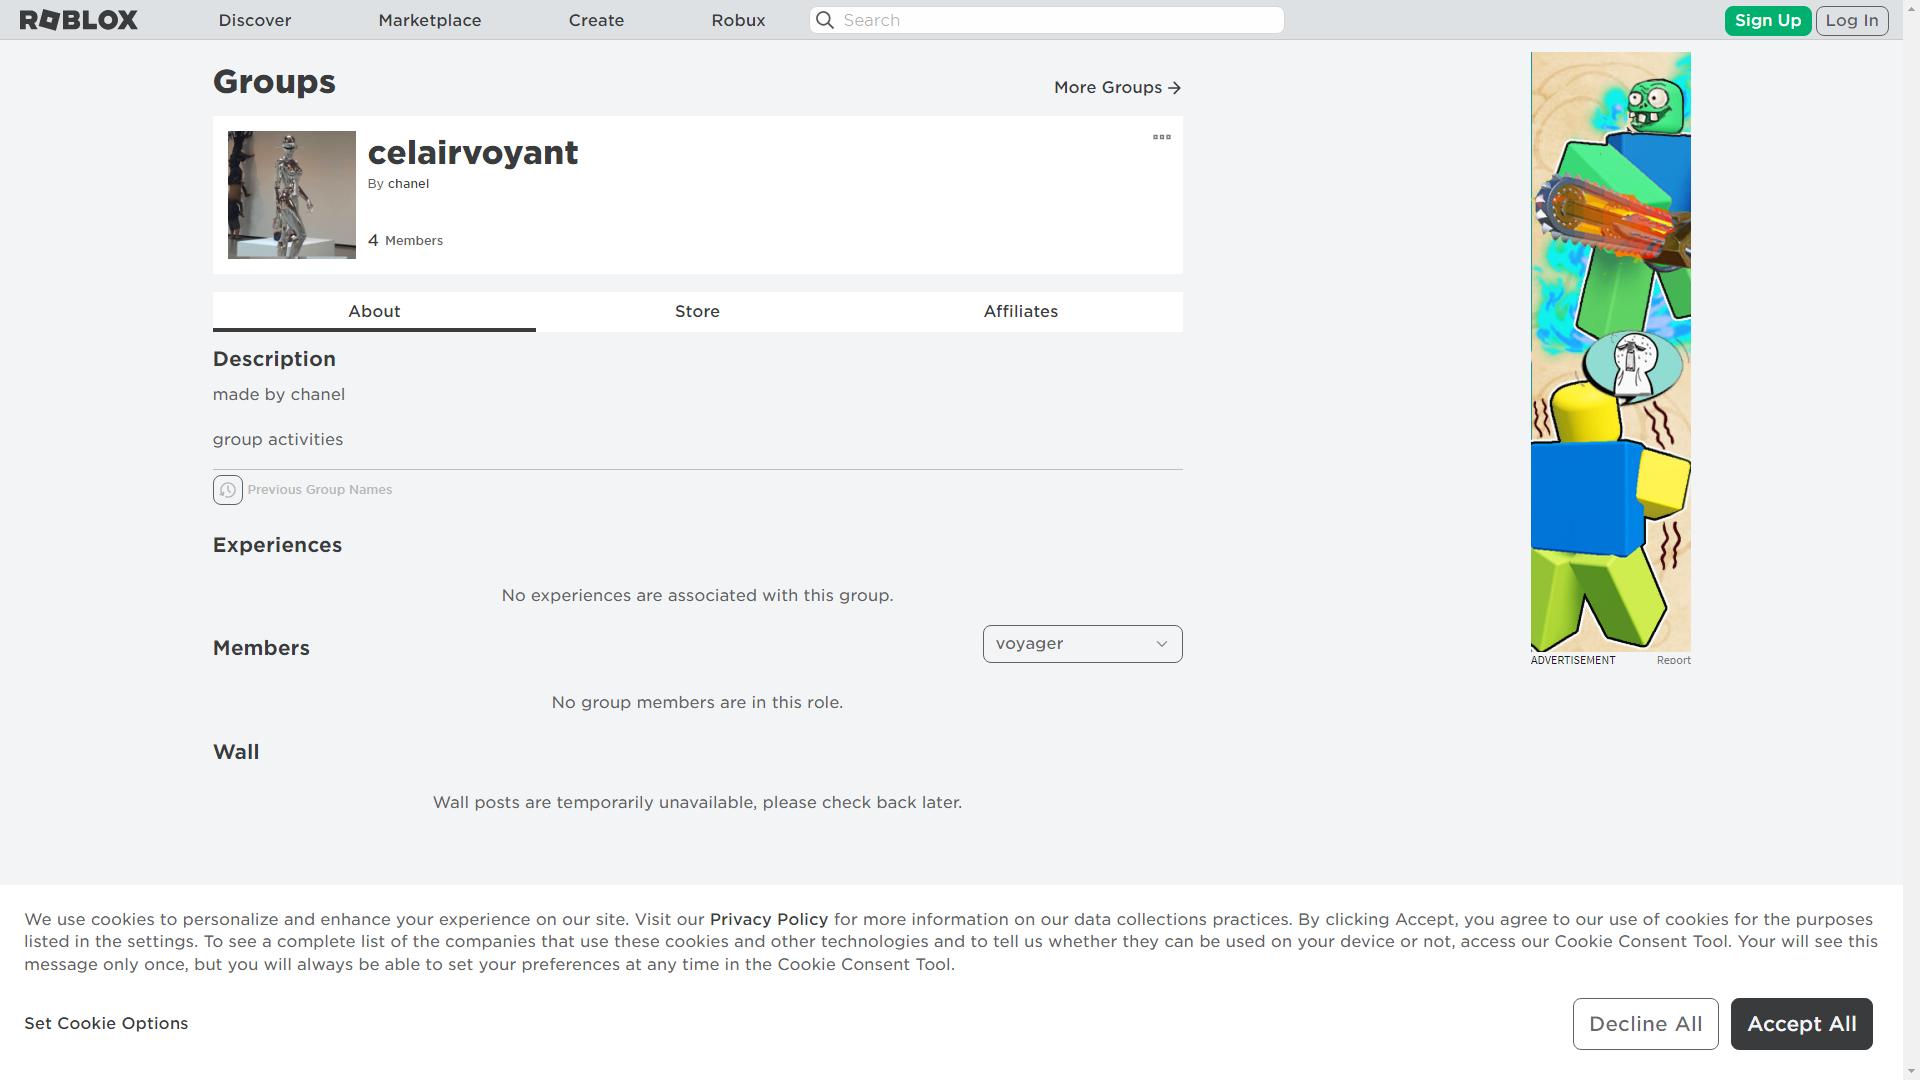 ROBLOX
Discover
Marketplace
Create
Robux
Search
Sign Up
Log In
Groups
More Groups
celairvoyant
By chanel
4 Members
About
Store
Affiliates
Description
made by chanel
group activities
Previous Group Names
Experiences
No experiences are associated with this group.
Members
voyager
No group members are in this role.
Wall
Wall posts are temporarily unavailable, please check back later.
ADVERTISEMENT
Report
We use cookies to personalize and enhance your experience on our site. Visit our Privacy Policy for more information on our data collections practices. By clicking Accept, you agree to our use of cookies for the purposes
listed in the settings. To see a complete list of the companies that use these cookies and other technologies and to tell us whether they can be used on your device or not, access our Cookie Consent Tool. Your will see this
message only once, but you will always be able to set your preferences at any time in the Cookie Consent Tool.
Set Cookie Options
Decline All
Accept All